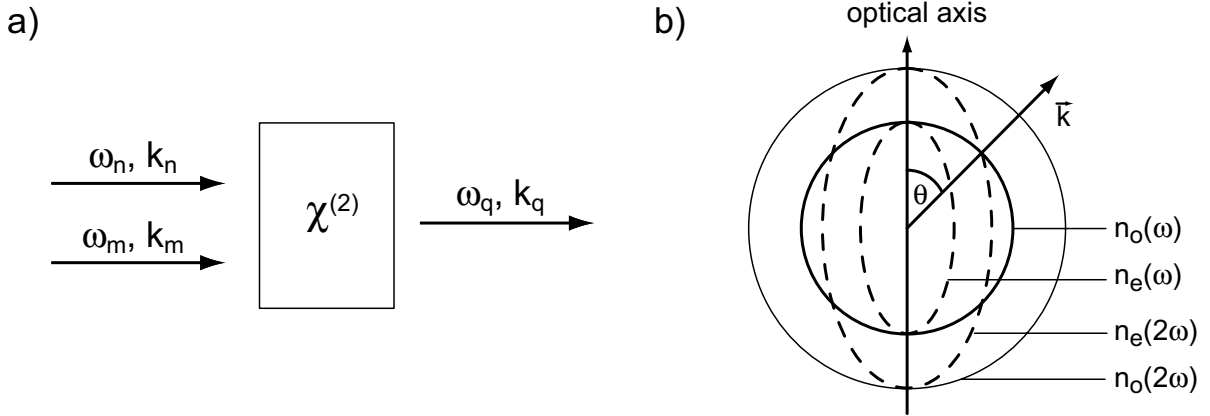 a)
ωn, kn
ωm, km
χ(2)
ωq, kq
b)
optical axis
k⃗
θ
no(ω)
ne(ω)
ne(2ω)
no(2ω)